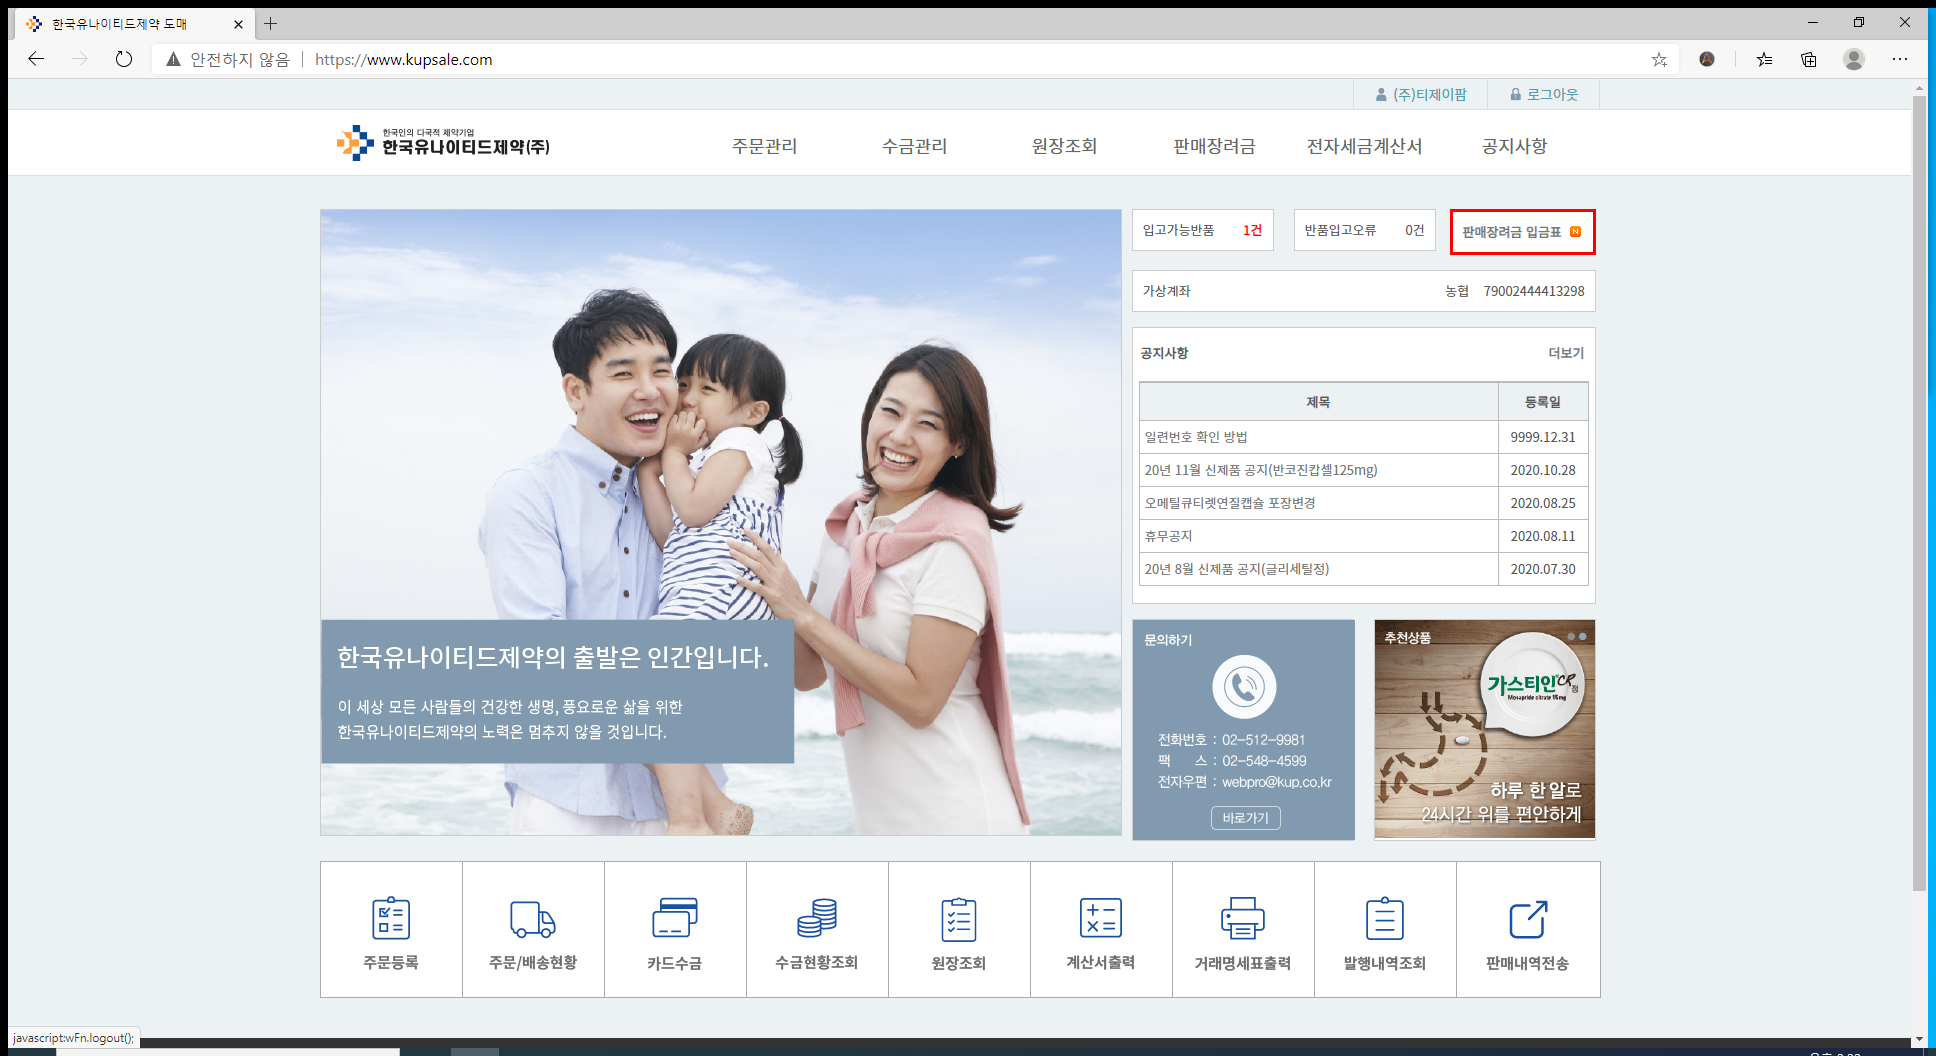 한국유나이티드제약 도매
안전하지 않음
https://www.kupsale.com
(주)티제이팜
로그아웃
한국인의 다국적 제약기업
한국유나이티드제약(주)
주문관리
수금관리
원장조회
판매장려금
전자세금계산서
공지사항
입고가능반품 1건
반품입고오류 0건
판매장려금 입금표 N
가상계좌 농협 79002444413298
공지사항 더보기
제목 등록일
일련번호 확인 방법 9999.12.31
20년 11월 신제품 공지(반코진캅셀125mg) 2020.10.28
오메틸큐티렛연질캡슐 포장변경 2020.08.25
휴무공지 2020.08.11
20년 8월 신제품 공지(글리세틸정) 2020.07.30
한국유나이티드제약의 출발은 인간입니다.
이 세상 모든 사람들의 건강한 생명, 풍요로운 삶을 위한
한국유나이티드제약의 노력은 멈추지 않을 것입니다.
문의하기
전화번호 : 02-512-9981
팩 스 : 02-548-4599
전자우편 : webpro@kup.co.kr
바로가기
추천상품
가스티인CR정
Mosapride citrate 15mg
하루 한 알로
24시간 위를 편안하게
주문등록
주문/배송현황
카드수금
수금현황조회
원장조회
계산서출력
거래명세표출력
발행내역조회
판매내역전송
javascript:wFn.logout();